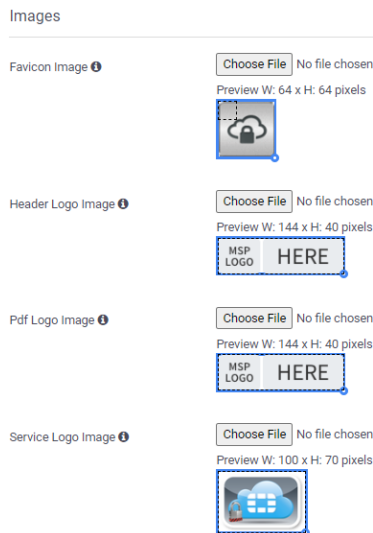 Images
Favicon Image
Choose File No file chosen
Preview W: 64 x H: 64 pixels
Header Logo Image
Choose File No file chosen
Preview W: 144 x H: 40 pixels
MSP LOGO HERE
Pdf Logo Image
Choose File No file chosen
Preview W: 144 x H: 40 pixels
MSP LOGO HERE
Service Logo Image
Choose File No file chosen
Preview W: 100 x H: 70 pixels